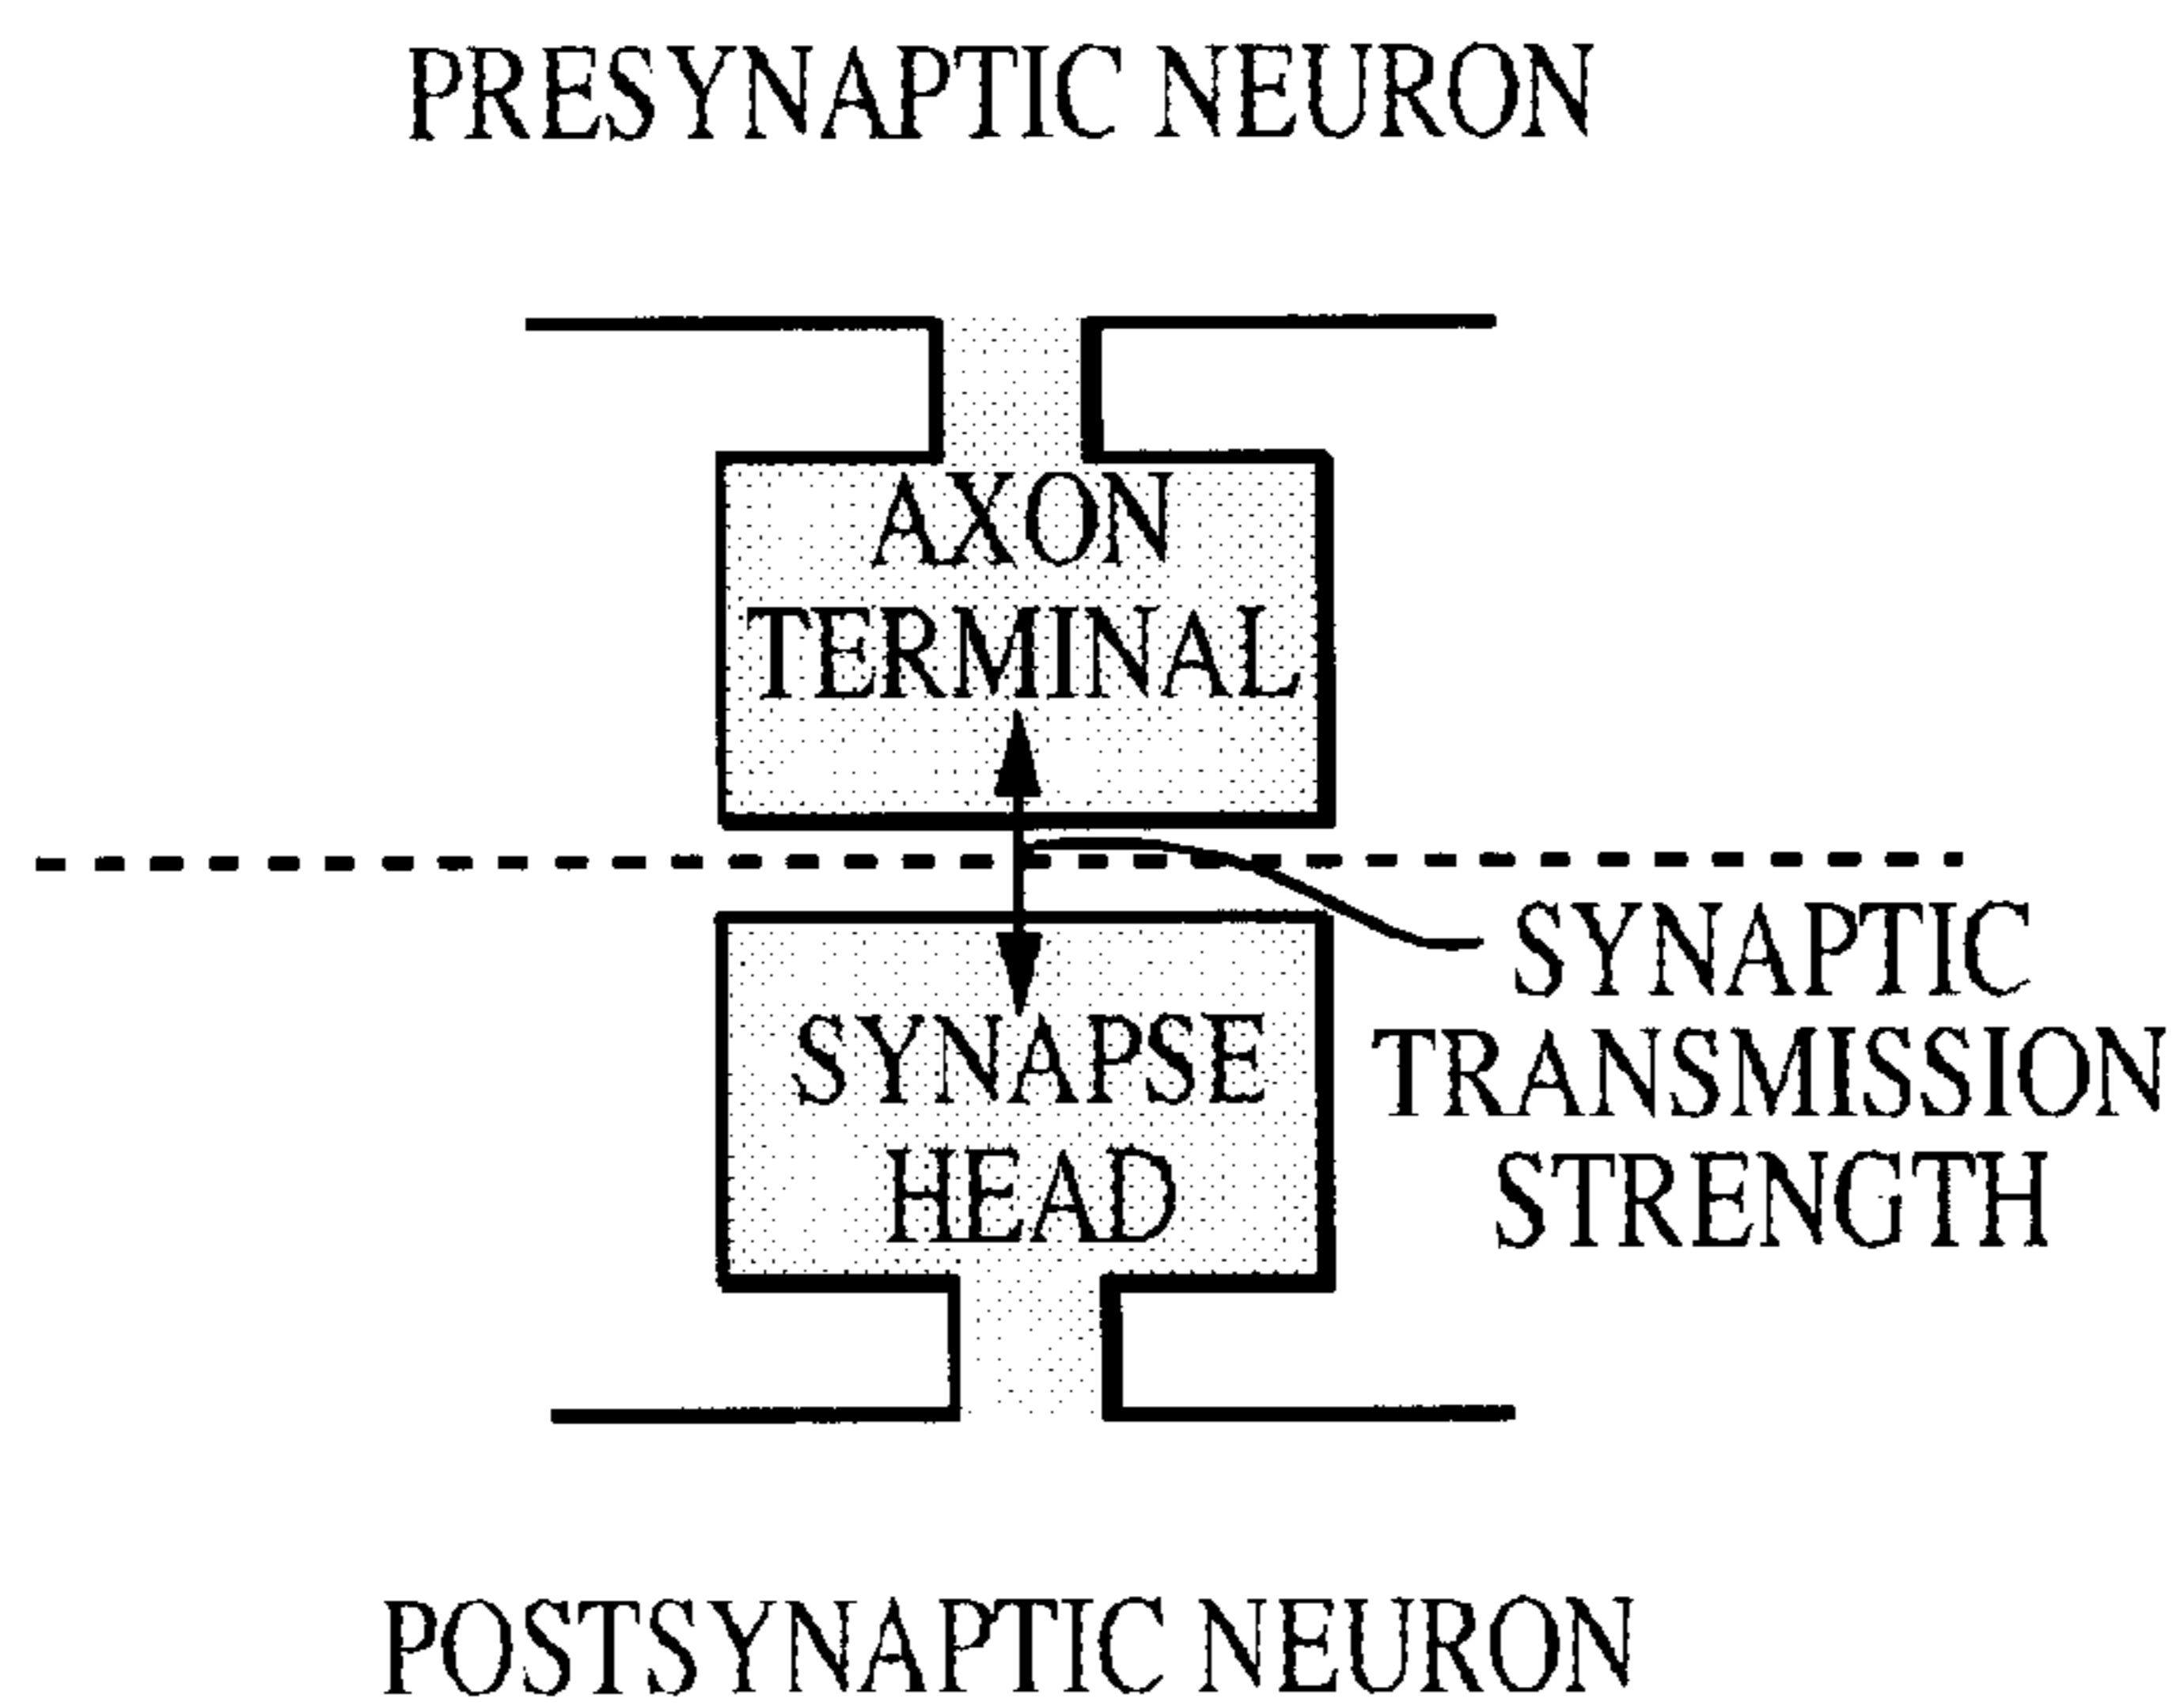 PRESYNAPTIC NEURON
AXON
TERMINAL
SYNAPTIC
SYNAPSE
TRANSMISSION
HEAD
STRENGTH
POSTSYNAPTIC NEURON